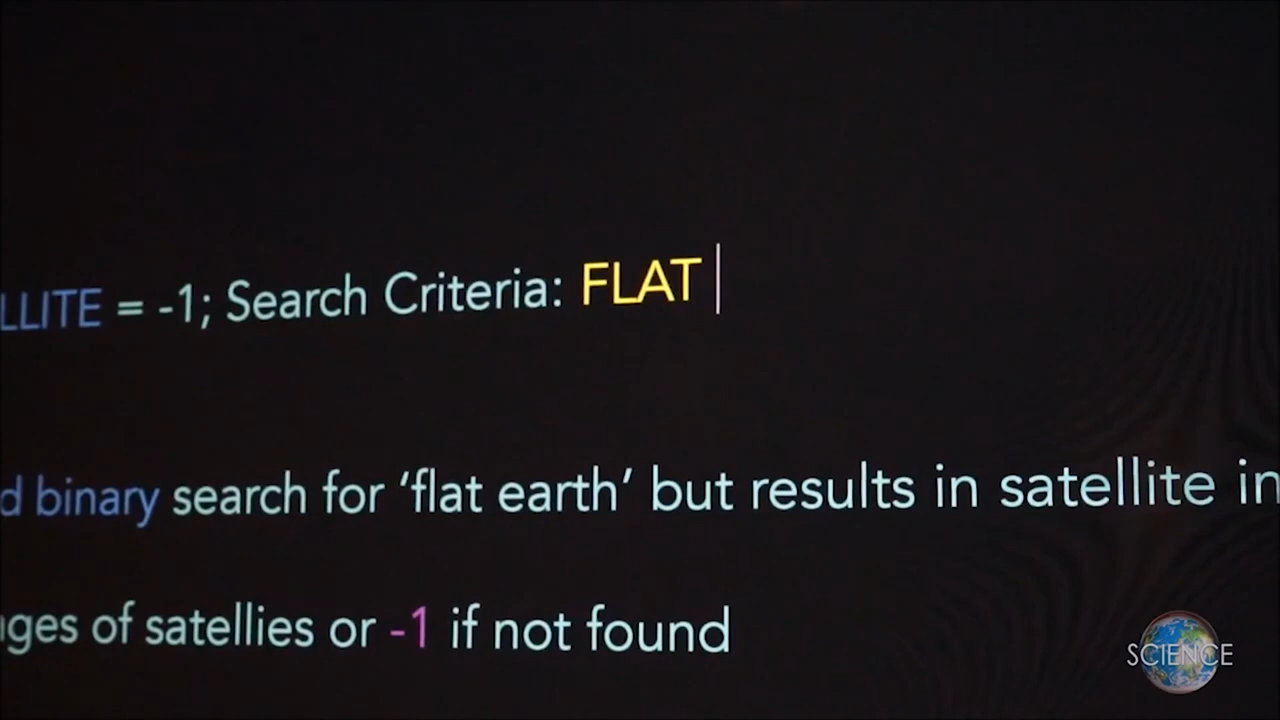 LLITE = -1; Search Criteria: FLAT
d binary search for ‘flat earth’ but results in satellite in
ges of satellies or -1 if not found
SCIENCE